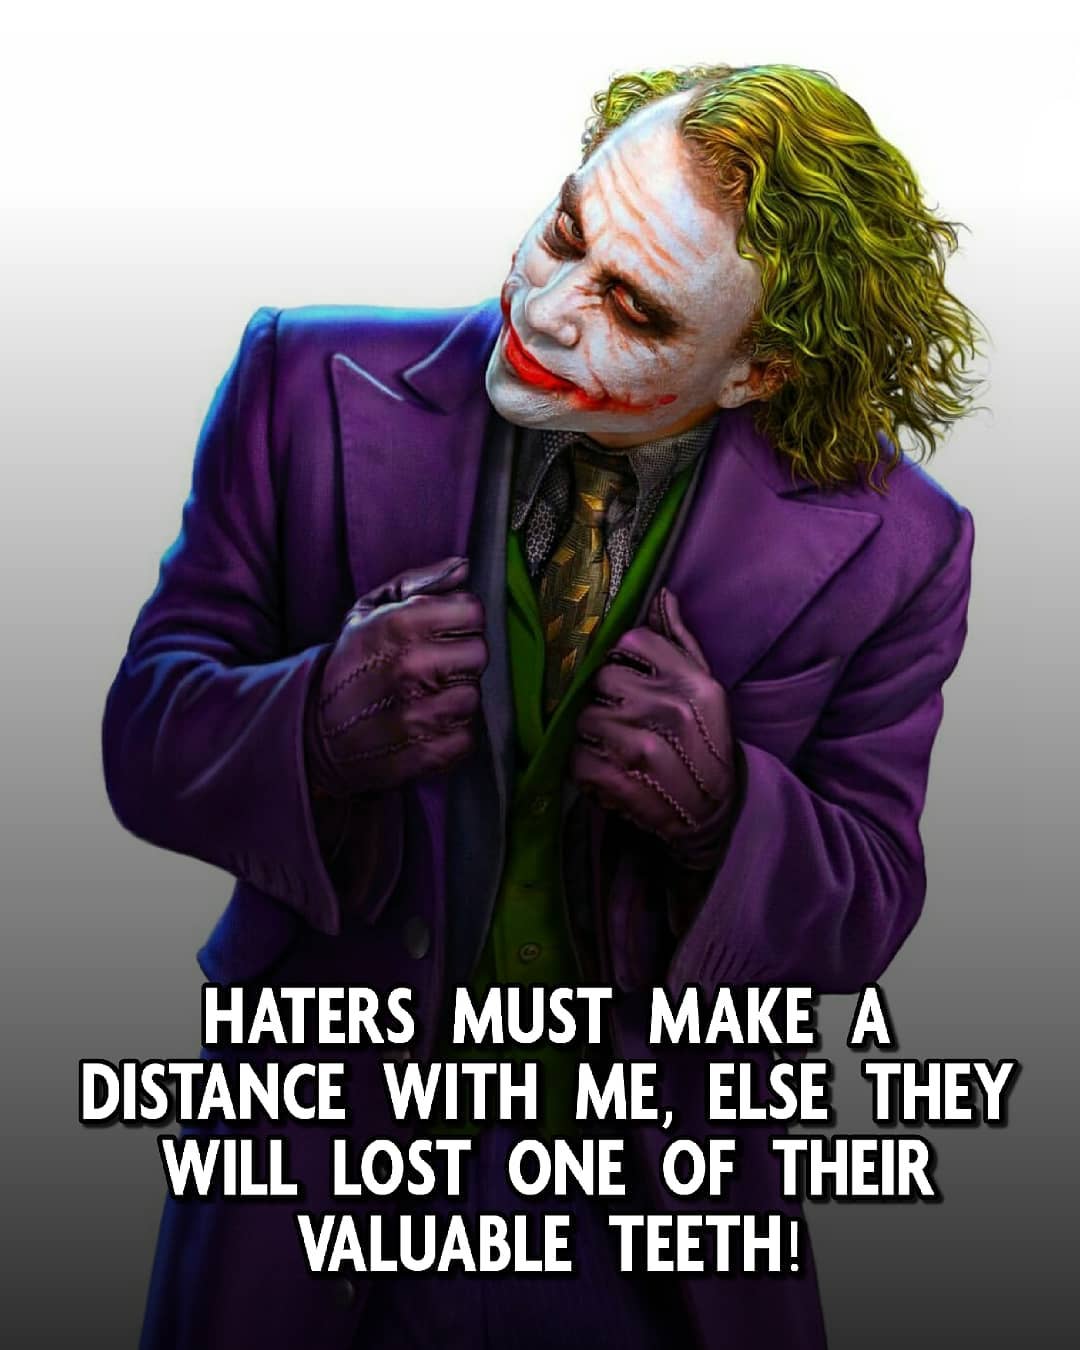 HATERS MUST MAKE A
DISTANCE WITH ME, ELSE THEY
WILL LOST ONE OF THEIR
VALUABLE TEETH!